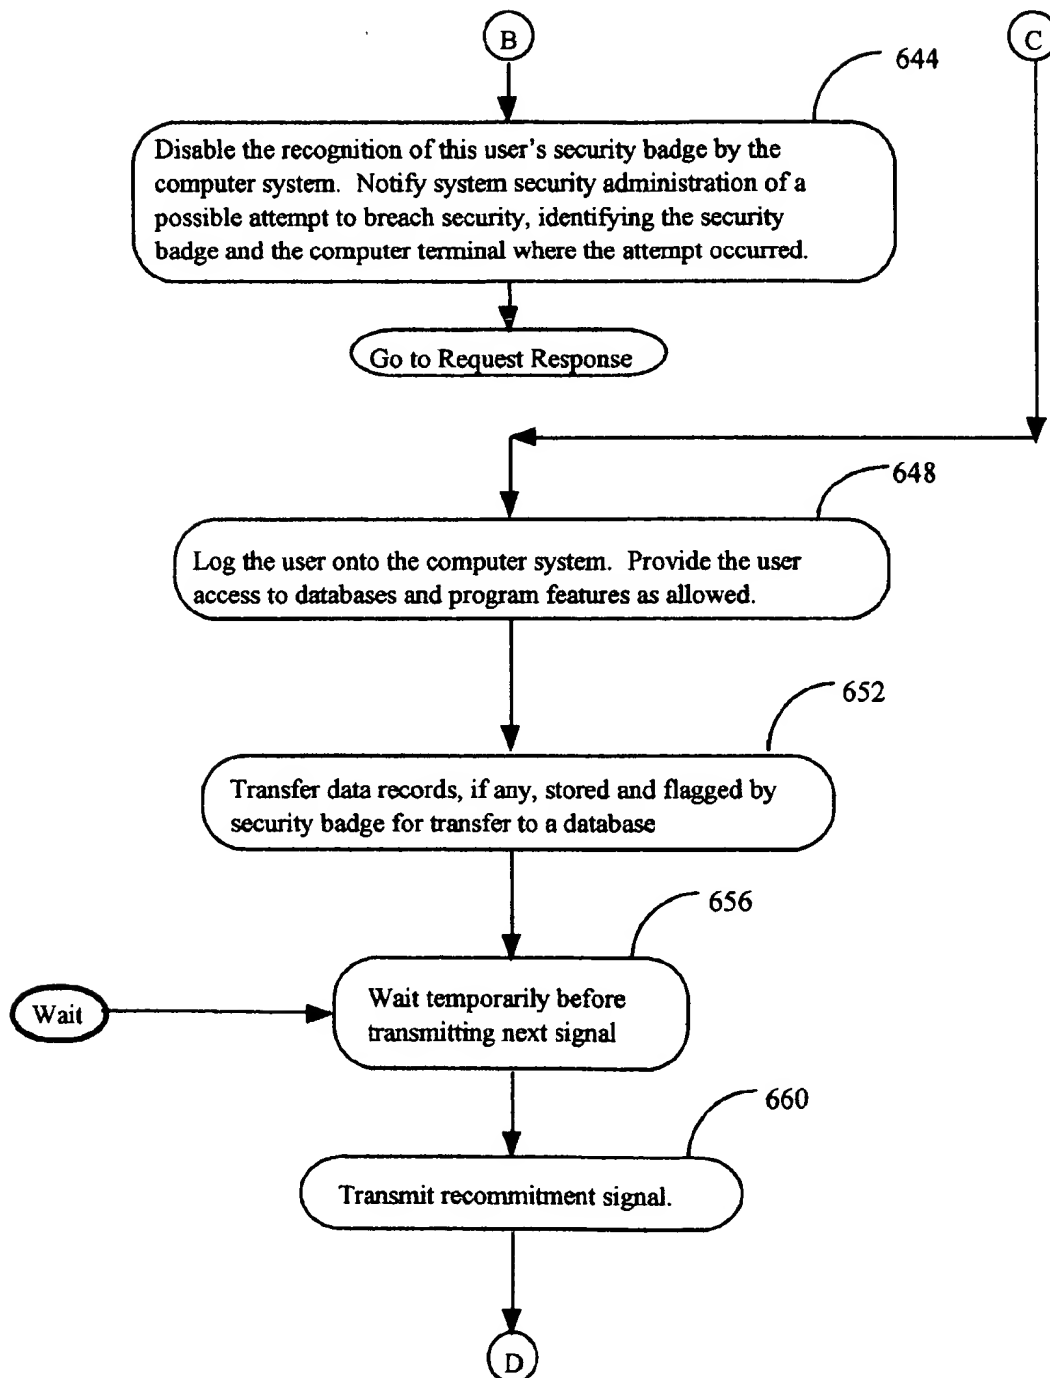 B
C
644
Disable the recognition of this user's security badge by the
computer system. Notify system security administration of a
possible attempt to breach security, identifying the security
badge and the computer terminal where the attempt occurred.
Go to Request Response
648
Log the user onto the computer system. Provide the user
access to databases and program features as allowed.
652
Transfer data records, if any, stored and flagged by
security badge for transfer to a database
656
Wait
Wait temporarily before
transmitting next signal
660
Transmit recommitment signal.
D